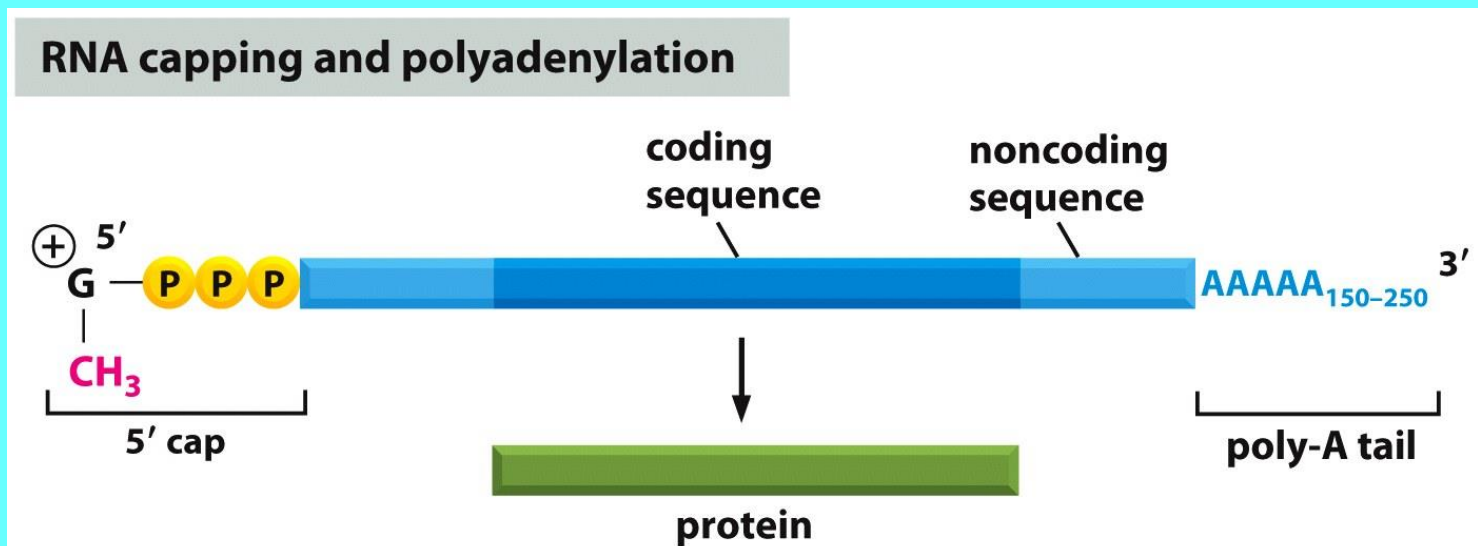 RNA capping and polyadenylation
coding
sequence
noncoding
sequence
+
5′
G
P P P
AAAAA150–250
3′
CH3
5′ cap
poly-A tail
protein